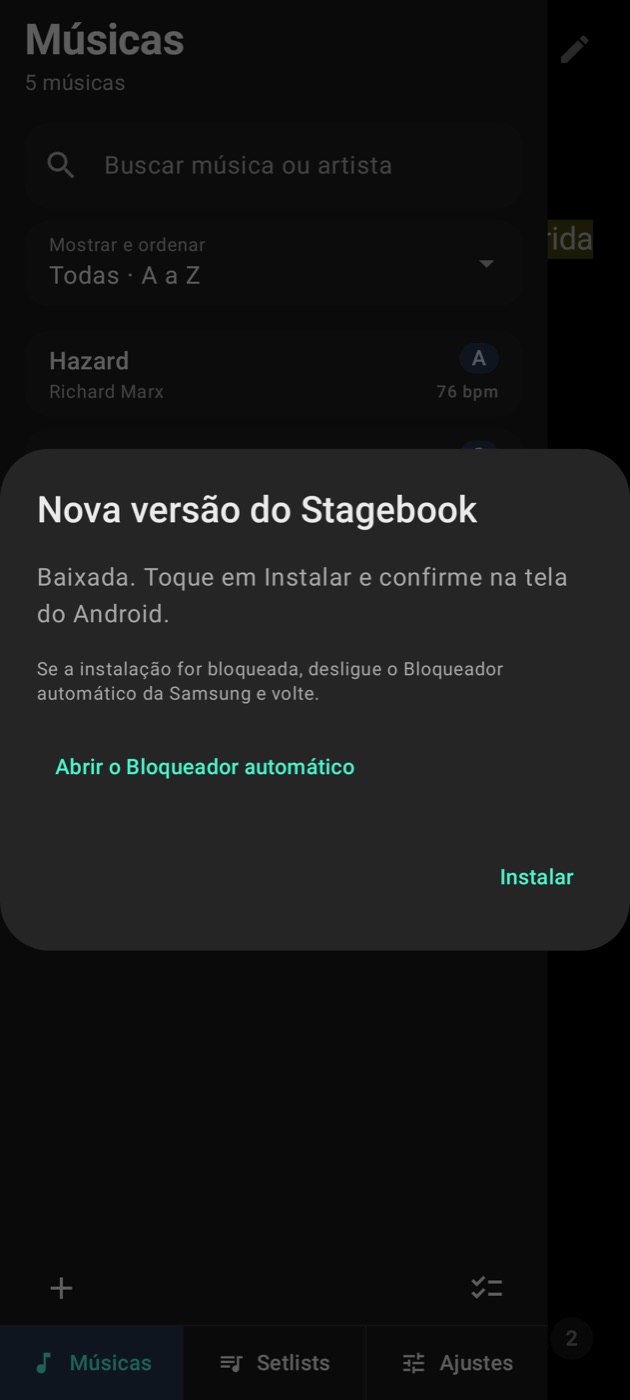 Músicas
5 músicas
Buscar música ou artista
rida
Mostrar e ordenar
Todas · A a Z
Hazard
A
Richard Marx
76 bpm
Nova versão do Stagebook
Baixada. Toque em Instalar e confirme na tela
do Android.
Se a instalação for bloqueada, desligue o Bloqueador
automático da Samsung e volte.
Abrir o Bloqueador automático
Instalar
2
Músicas
Setlists
Ajustes